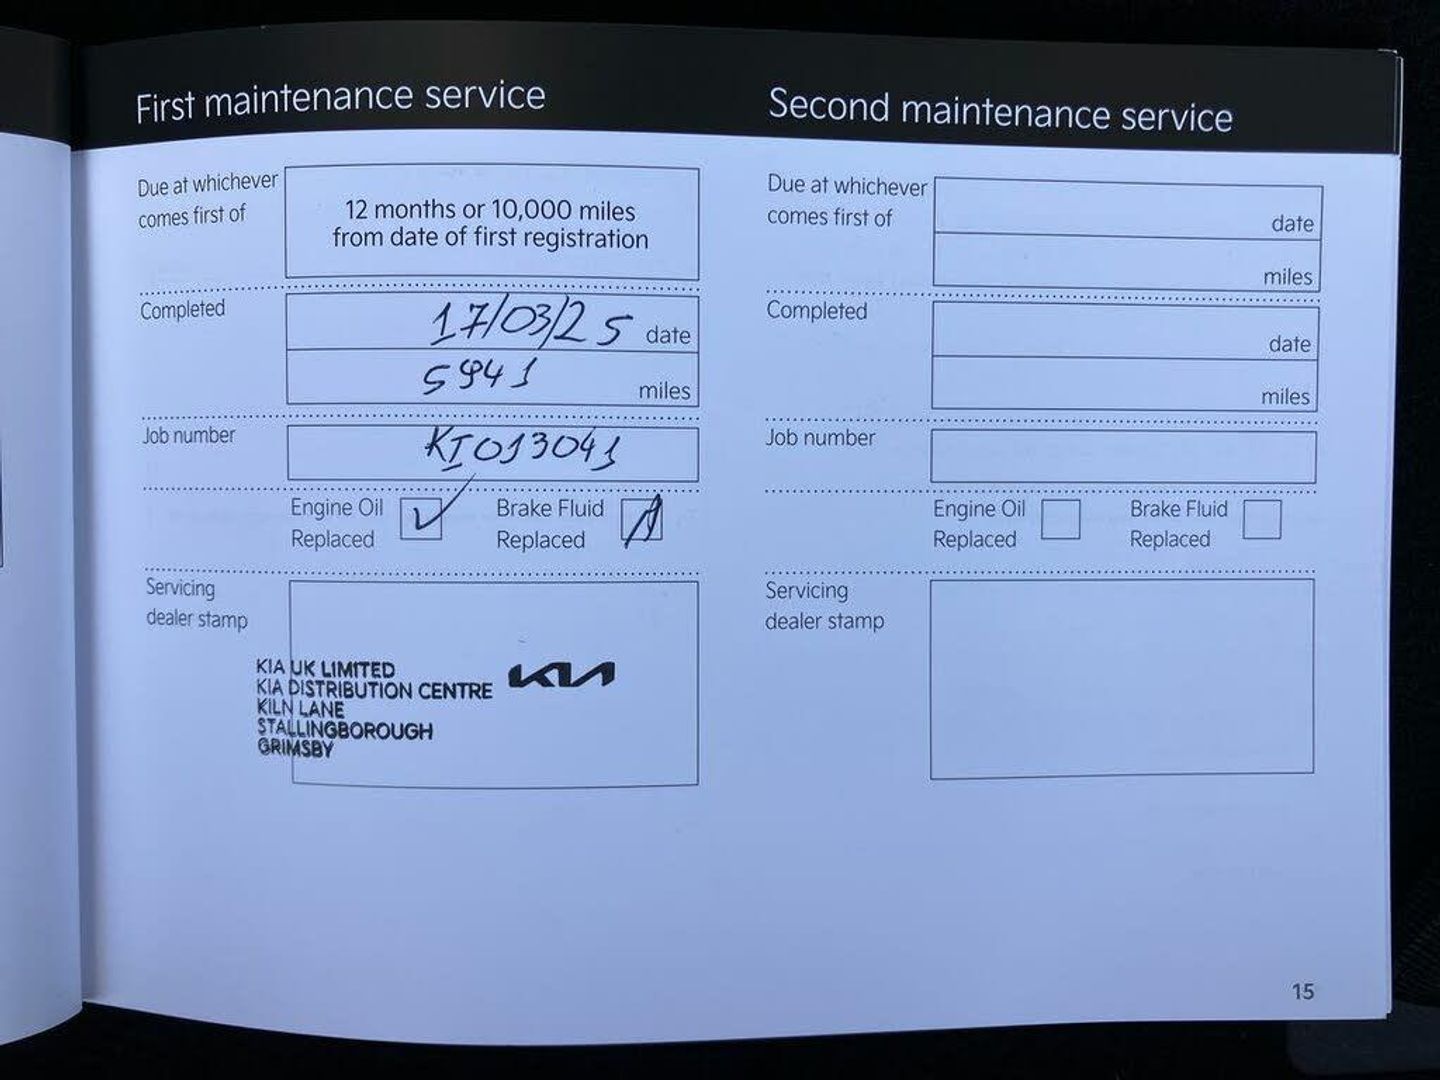 First maintenance service
Due at whichever
comes first of
12 months or 10,000 miles
from date of first registration
Completed
17/03/25 date
5941 miles
Job number
KI013041
Engine Oil
Replaced
Brake Fluid
Replaced
Servicing
dealer stamp
KIA UK LIMITED
KIA DISTRIBUTION CENTRE
KILN LANE
STALLINGBOROUGH
GRIMSBY
KIA
Second maintenance service
Due at whichever
comes first of
date
miles
Completed
date
miles
Job number
Engine Oil
Replaced
Brake Fluid
Replaced
Servicing
dealer stamp
15